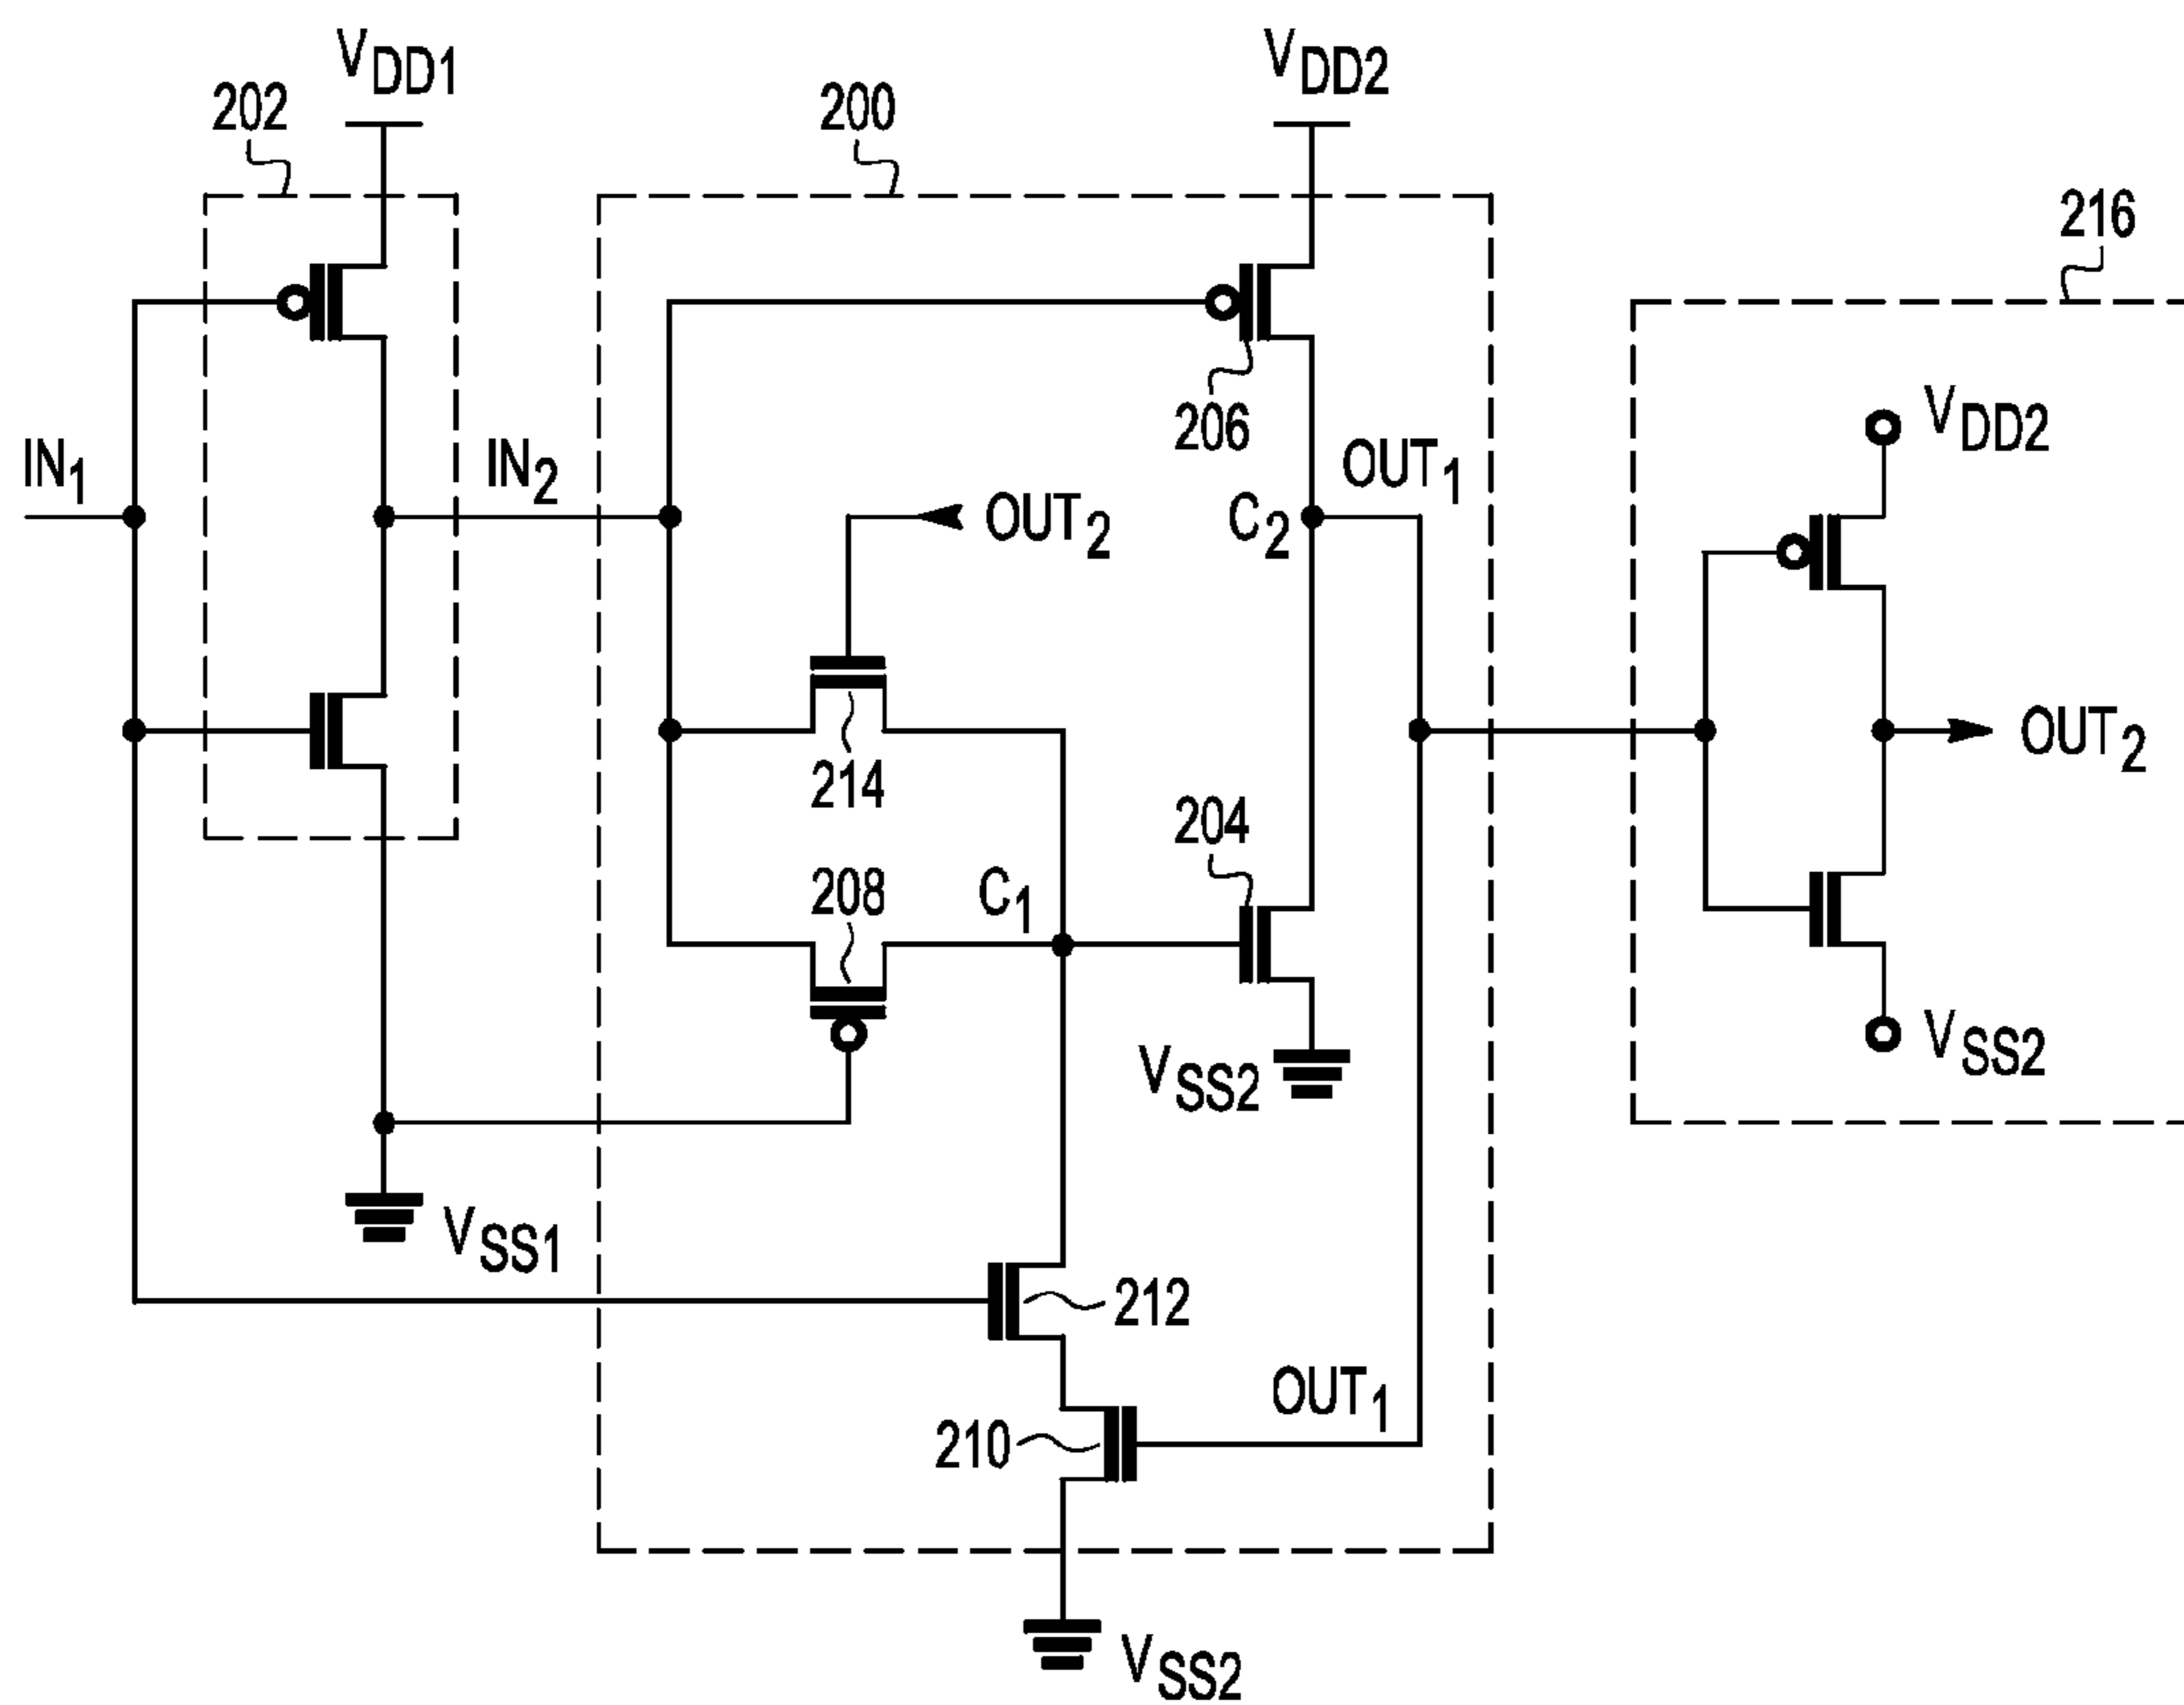 VDD1
VDD2
202
200
216
206
VDD2
IN1
IN2
OUT2
C2
OUT1
214
OUT2
204
208
C1
VSS2
VSS2
VSS1
212
OUT1
210
VSS2